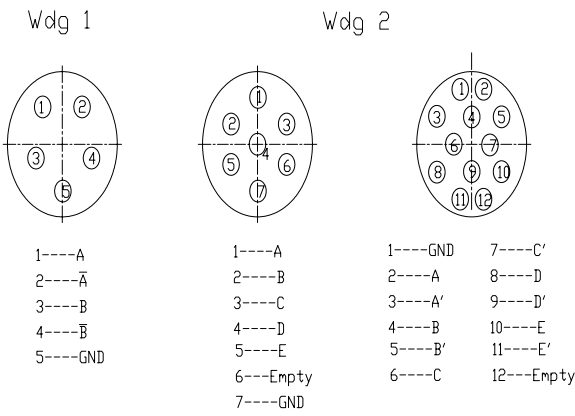 Wdg 1
Wdg 2
1 2
3 4
5
1
2 3
4
5 6
7
1 2
3 4 5
6 7
8 9 10
11 12
1----A
2----A̅
3----B
4----B̅
5----GND
1----A
2----B
3----C
4----D
5----E
6---Empty
7----GND
1----GND
2----A
3----A'
4----B
5----B'
6----C
7----C'
8----D
9----D'
10----E
11----E'
12---Empty